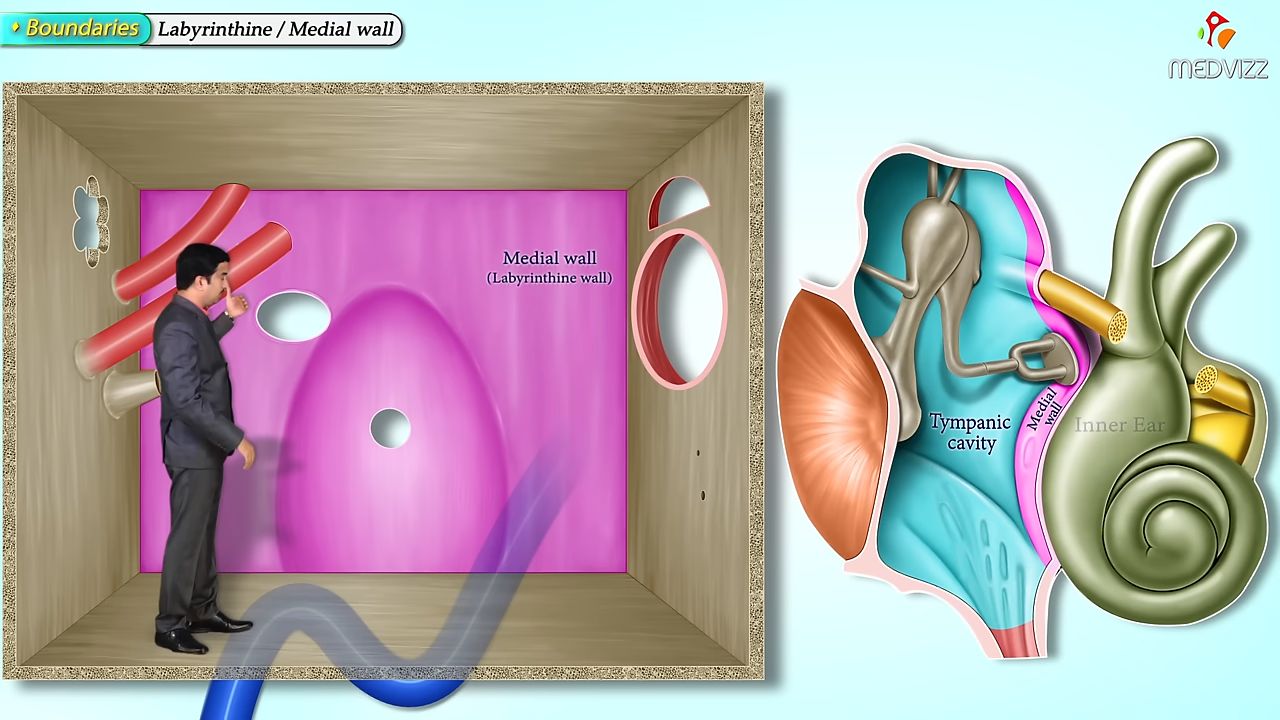 Boundaries
Labyrinthine / Medial wall
MEDVIZZ
Medial wall
(Labyrinthine wall)
Tympanic
cavity
Medial
wall
Inner Ear